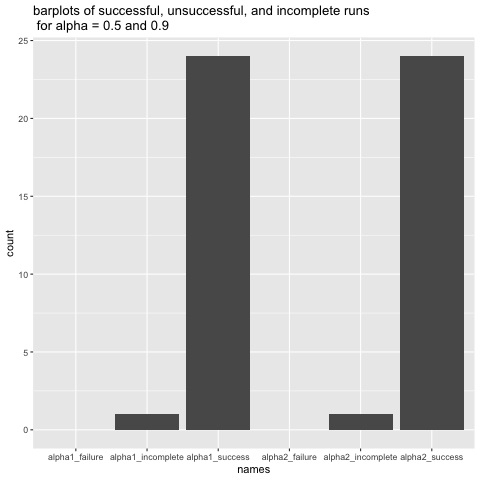 barplots of successful, unsuccessful, and incomplete runs
for alpha = 0.5 and 0.9
25
20
15
10
5
0
count
alpha1_failure alpha1_incomplete alpha1_success alpha2_failure alpha2_incomplete alpha2_success
names